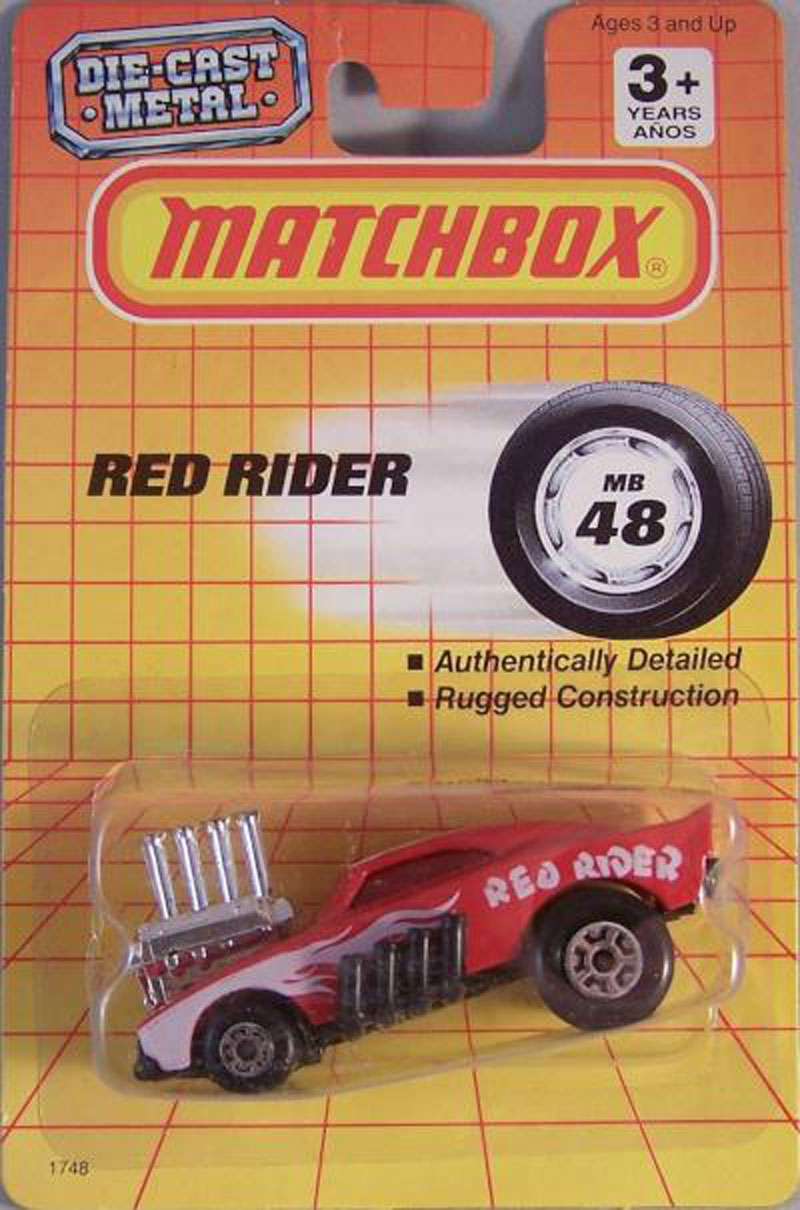 Ages 3 and Up
DIE-CAST
•METAL•
3+
YEARS
AÑOS
MATCHBOX®
RED RIDER
MB
48
■ Authentically Detailed
■ Rugged Construction
RED RIDER
1748